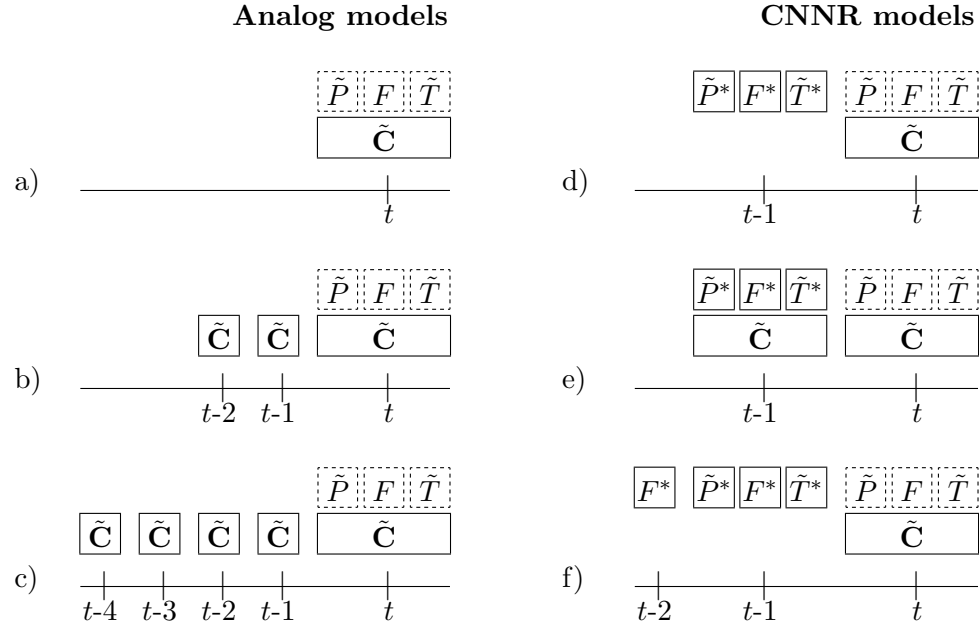 Analog models
P̃ F T̃
C̃
a)
t
C̃ C̃ P̃ F T̃
C̃
b)
t-2 t-1 t
P̃ F T̃
C̃ C̃ C̃ C̃ C̃
c)
t-4 t-3 t-2 t-1 t
CNNR models
P̃* F* T̃* P̃ F T̃
C̃
d)
t-1 t
P̃* F* T̃* P̃ F T̃
C̃ C̃
e)
t-1 t
F* P̃* F* T̃* P̃ F T̃
C̃
f)
t-2 t-1 t